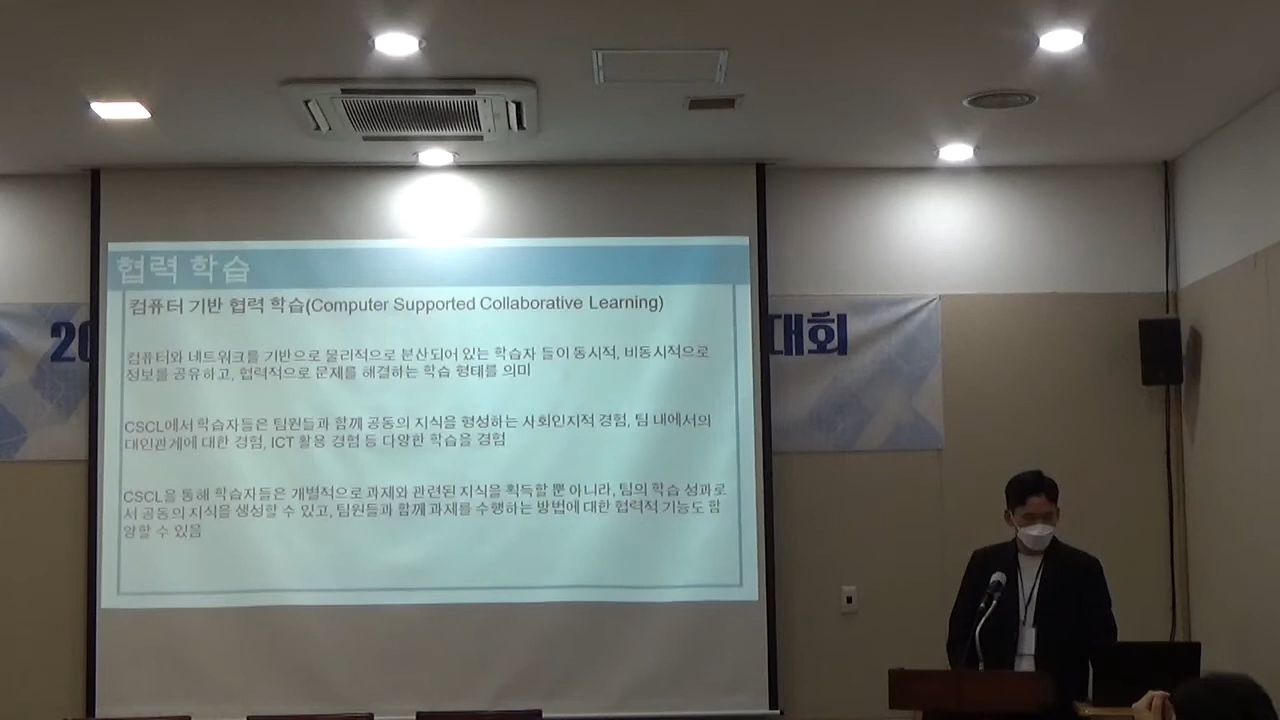 협력 학습
컴퓨터 기반 협력 학습(Computer Supported Collaborative Learning)
컴퓨터와 네트워크를 기반으로 물리적으로 분산되어 있는 학습자 들이 동시적, 비동시적으로
정보를 공유하고, 협력적으로 문제를 해결하는 학습 형태를 의미
CSCL에서 학습자들은 팀원들과 함께 공동의 지식을 형성하는 사회인지적 경험, 팀 내에서의
대인관계에 대한 경험, ICT 활용 경험 등 다양한 학습을 경험
CSCL을 통해 학습자들은 개별적으로 과제와 관련된 지식을 획득할 뿐 아니라, 팀의 학습 성과로
서 공동의 지식을 생성할 수 있고, 팀원들과 함께 과제를 수행하는 방법에 대한 협력적 기능도 함
양할 수 있음
20
대회